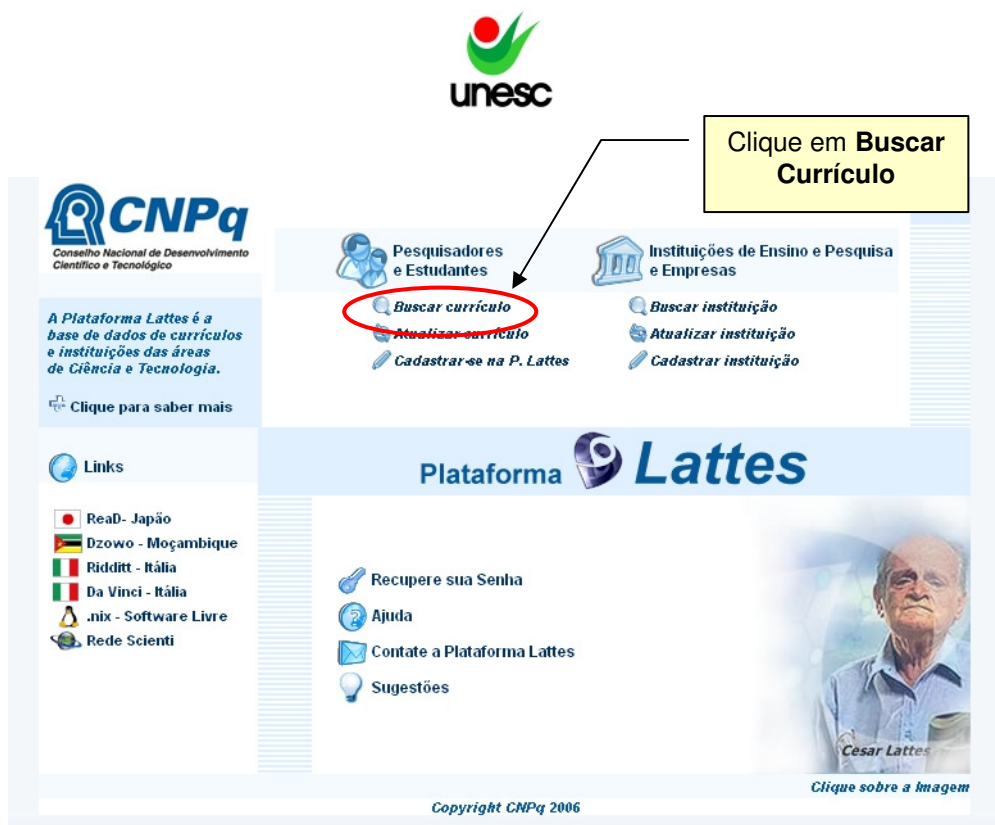 unesc
Clique em Buscar
Currículo
CNPq
Conselho Nacional de Desenvolvimento
Científico e Tecnológico
A Plataforma Lattes é a
base de dados de currículos
e instituições das áreas
de Ciência e Tecnologia.
Clique para saber mais
Pesquisadores
e Estudantes
Buscar currículo
Atualizar currículo
Cadastrar-se na P. Lattes
Instituições de Ensino e Pesquisa
e Empresas
Buscar instituição
Atualizar instituição
Cadastrar instituição
Plataforma Lattes
Links
ReaD- Japão
Dzowo - Moçambique
Ridditt - Itália
Da Vinci - Itália
.nix - Software Livre
Rede Scienti
Recupere sua Senha
Ajuda
Contate a Plataforma Lattes
Sugestões
Cesar Lattes
Clique sobre a Imagem
Copyright CNPq 2006